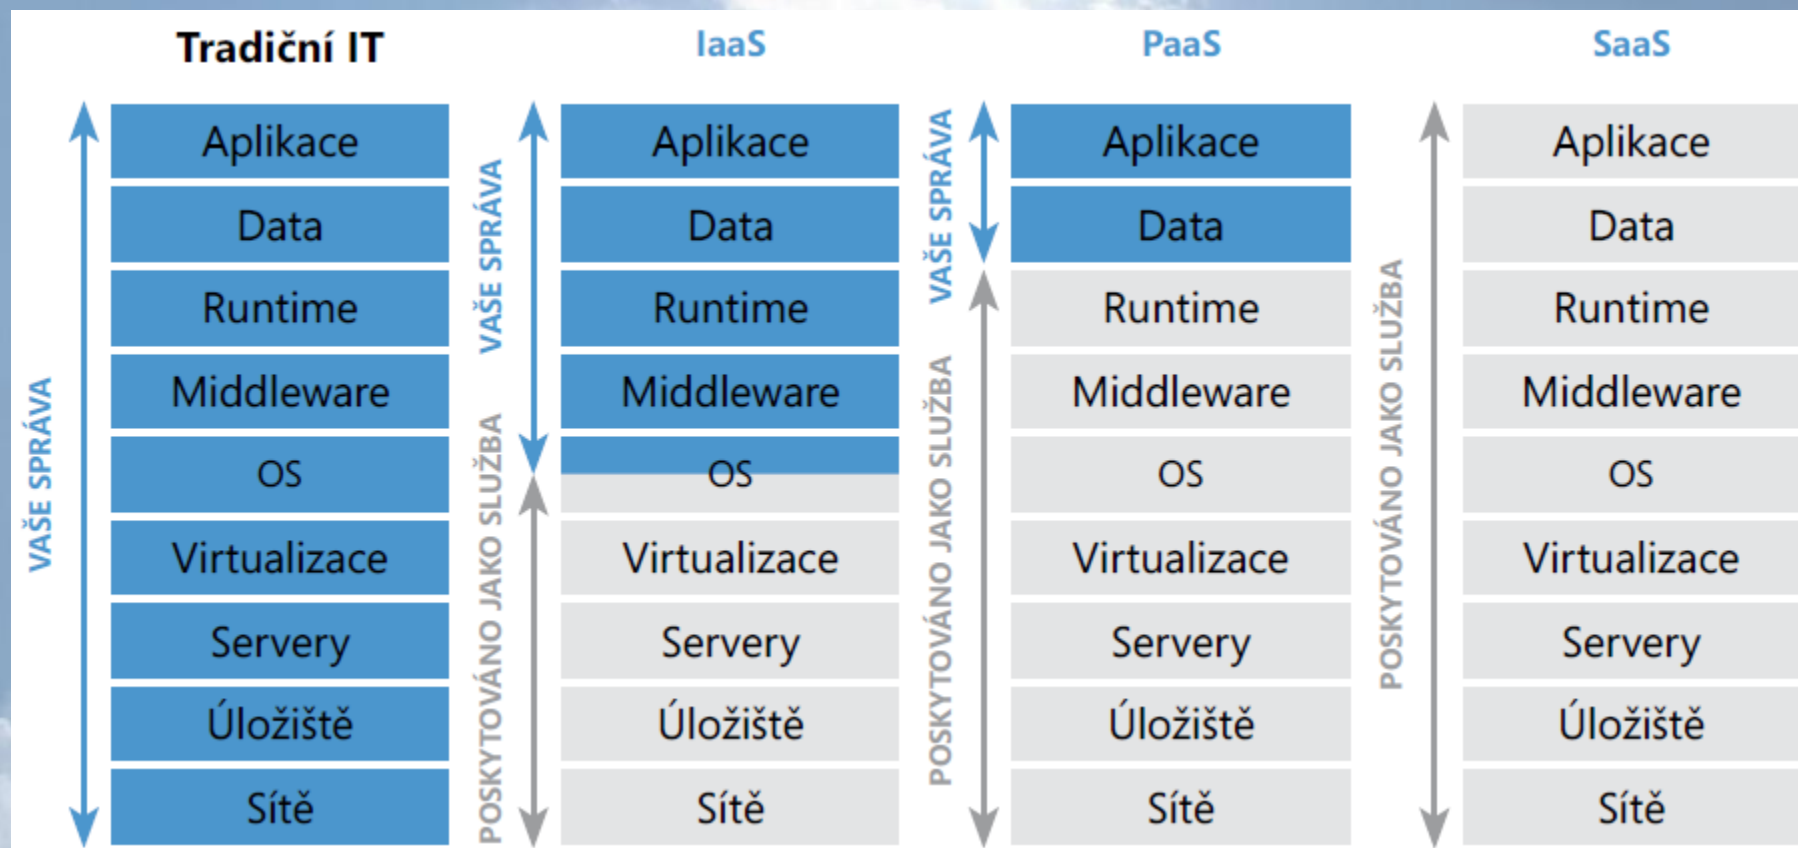 Tradiční IT
IaaS
PaaS
SaaS
VAŠE SPRÁVA
Aplikace
Data
Runtime
Middleware
OS
Virtualizace
Servery
Úložiště
Sítě
VAŠE SPRÁVA
POSKYTOVÁNO JAKO SLUŽBA
Aplikace
Data
Runtime
Middleware
OS
Virtualizace
Servery
Úložiště
Sítě
VAŠE SPRÁVA
POSKYTOVÁNO JAKO SLUŽBA
Aplikace
Data
Runtime
Middleware
OS
Virtualizace
Servery
Úložiště
Sítě
POSKYTOVÁNO JAKO SLUŽBA
Aplikace
Data
Runtime
Middleware
OS
Virtualizace
Servery
Úložiště
Sítě